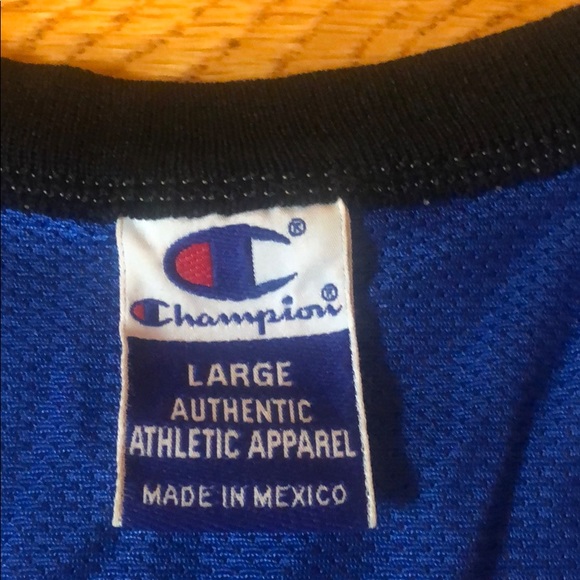 ®
Champion®
LARGE
AUTHENTIC
ATHLETIC APPAREL
MADE IN MEXICO